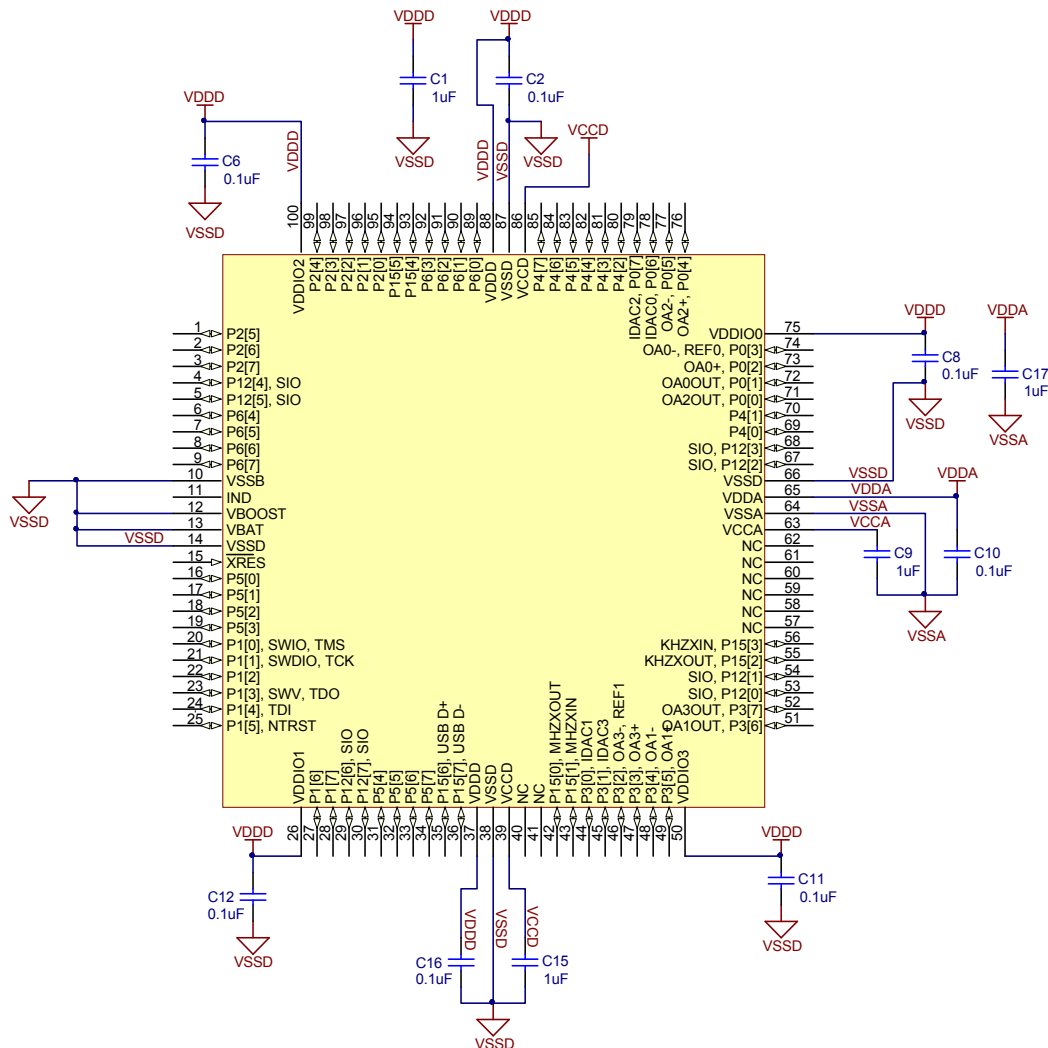 VDDD
VDDD
C1
1uF
VSSD
C2
0.1uF
VSSD
VDDD
VSSD
VCCD
VDDD
VDDD
C6
0.1uF
VSSD
100
99
98
97
96
95
94
93
92
91
90
89
88
87
86
85
84
83
82
81
80
79
78
77
76
VDDIO2
P2[4]
P2[3]
P2[2]
P2[1]
P2[0]
P15[5]
P15[4]
P6[3]
P6[2]
P6[1]
P6[0]
VDDD
VSSD
VCCD
P4[7]
P4[6]
P4[5]
P4[4]
P4[3]
P4[2]
IDAC2, P0[7]
IDAC0, P0[6]
OA2-, P0[5]
OA2+, P0[4]
1 P2[5]
2 P2[6]
3 P2[7]
4 P12[4], SIO
5 P12[5], SIO
6 P6[4]
7 P6[5]
8 P6[6]
9 P6[7]
10 VSSB
11 IND
12 VBOOST
13 VBAT
VSSD 14 VSSD
15 XRES
16 P5[0]
17 P5[1]
18 P5[2]
19 P5[3]
20 P1[0], SWIO, TMS
21 P1[1], SWDIO, TCK
22 P1[2]
23 P1[3], SWV, TDO
24 P1[4], TDI
25 P1[5], NTRST
VSSD
VDDIO0 75
OA0-, REF0, P0[3] 74
OA0+, P0[2] 73
OA0OUT, P0[1] 72
OA2OUT, P0[0] 71
P4[1] 70
P4[0] 69
SIO, P12[3] 68
SIO, P12[2] 67
VSSD 66 VSSD
VDDA 65 VDDA
VSSA 64 VSSA
VCCA 63 VCCA
NC 62
NC 61
NC 60
NC 59
NC 58
NC 57
KHZXIN, P15[3] 56
KHZXOUT, P15[2] 55
SIO, P12[1] 54
SIO, P12[0] 53
OA3OUT, P3[7] 52
OA1OUT, P3[6] 51
VDDD
C8
0.1uF
VSSD
VDDA
C17
1uF
VSSA
VDDA
C9
1uF
C10
0.1uF
VSSA
VDDIO1
P1[6]
P1[7]
P12[6], SIO
P12[7], SIO
P5[4]
P5[5]
P5[6]
P5[7]
P15[6], USB D+
P15[7], USB D-
VDDD
VSSD
VCCD
NC
NC
P15[0], MHZXOUT
P15[1], MHZXIN
P3[0], IDAC1
P3[1], IDAC3
P3[2], OA3-, REF1
P3[3], OA3+
P3[4], OA1-
P3[5], OA1+
VDDIO3
26
27
28
29
30
31
32
33
34
35
36
37
38
39
40
41
42
43
44
45
46
47
48
49
50
VDDD
C12
0.1uF
VSSD
VDDD
VSSD
VCCD
C16
0.1uF
C15
1uF
VSSD
VDDD
C11
0.1uF
VSSD